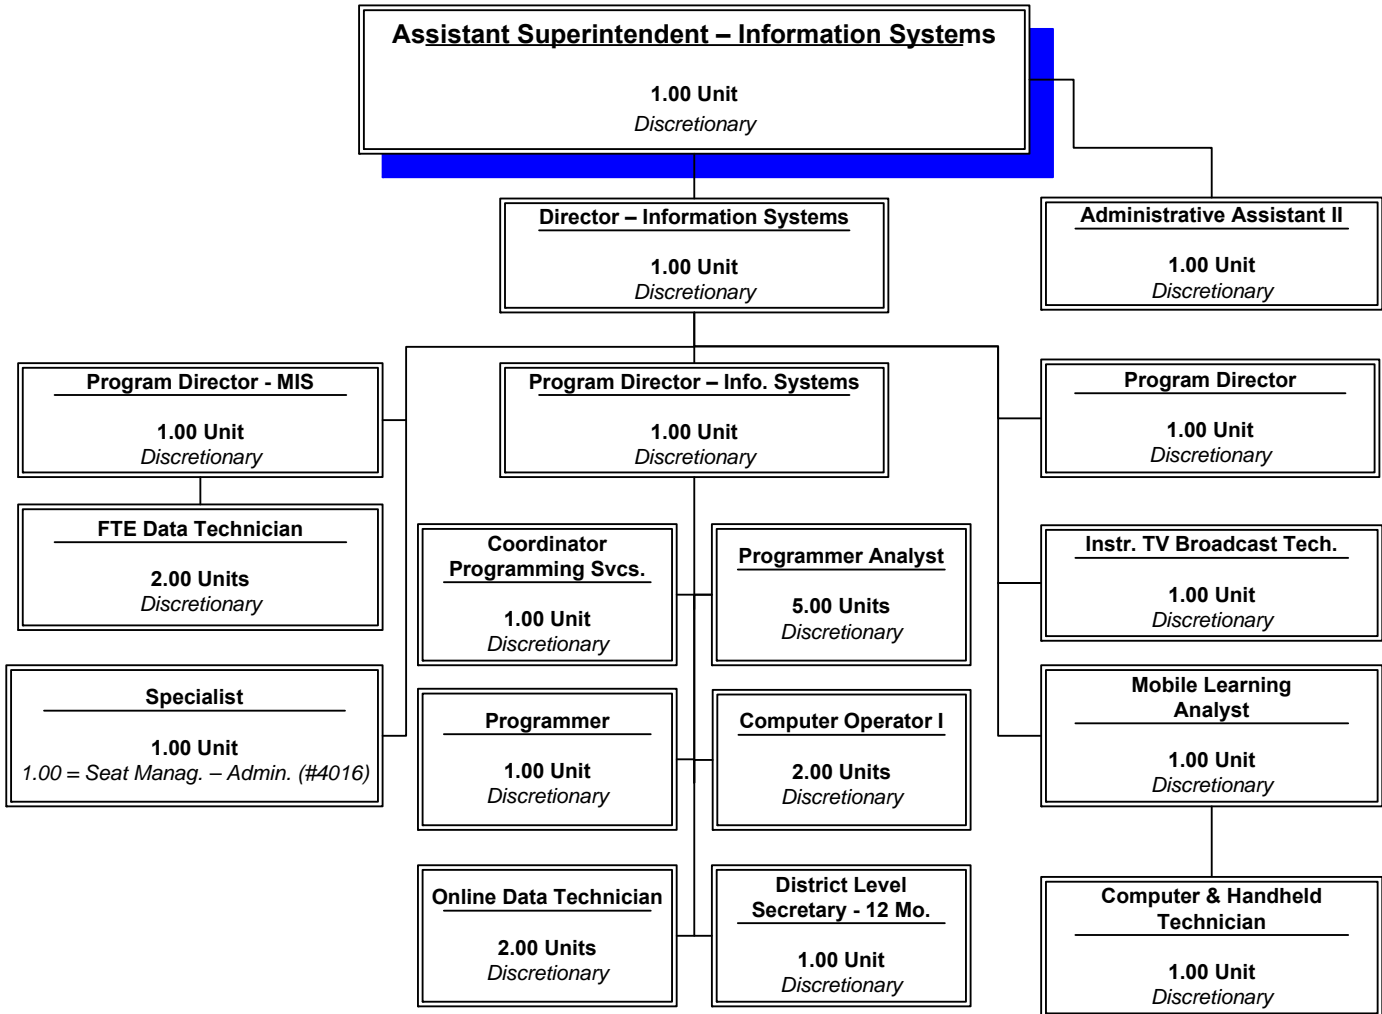 Assistant Superintendent – Information Systems
1.00 Unit
Discretionary
Director – Information Systems
1.00 Unit
Discretionary
Administrative Assistant II
1.00 Unit
Discretionary
Program Director - MIS
1.00 Unit
Discretionary
Program Director – Info. Systems
1.00 Unit
Discretionary
Program Director
1.00 Unit
Discretionary
FTE Data Technician
2.00 Units
Discretionary
Coordinator
Programming Svcs.
1.00 Unit
Discretionary
Programmer Analyst
5.00 Units
Discretionary
Instr. TV Broadcast Tech.
1.00 Unit
Discretionary
Specialist
1.00 Unit
1.00 = Seat Manag. – Admin. (#4016)
Programmer
1.00 Unit
Discretionary
Computer Operator I
2.00 Units
Discretionary
Mobile Learning
Analyst
1.00 Unit
Discretionary
Online Data Technician
2.00 Units
Discretionary
District Level
Secretary - 12 Mo.
1.00 Unit
Discretionary
Computer & Handheld
Technician
1.00 Unit
Discretionary